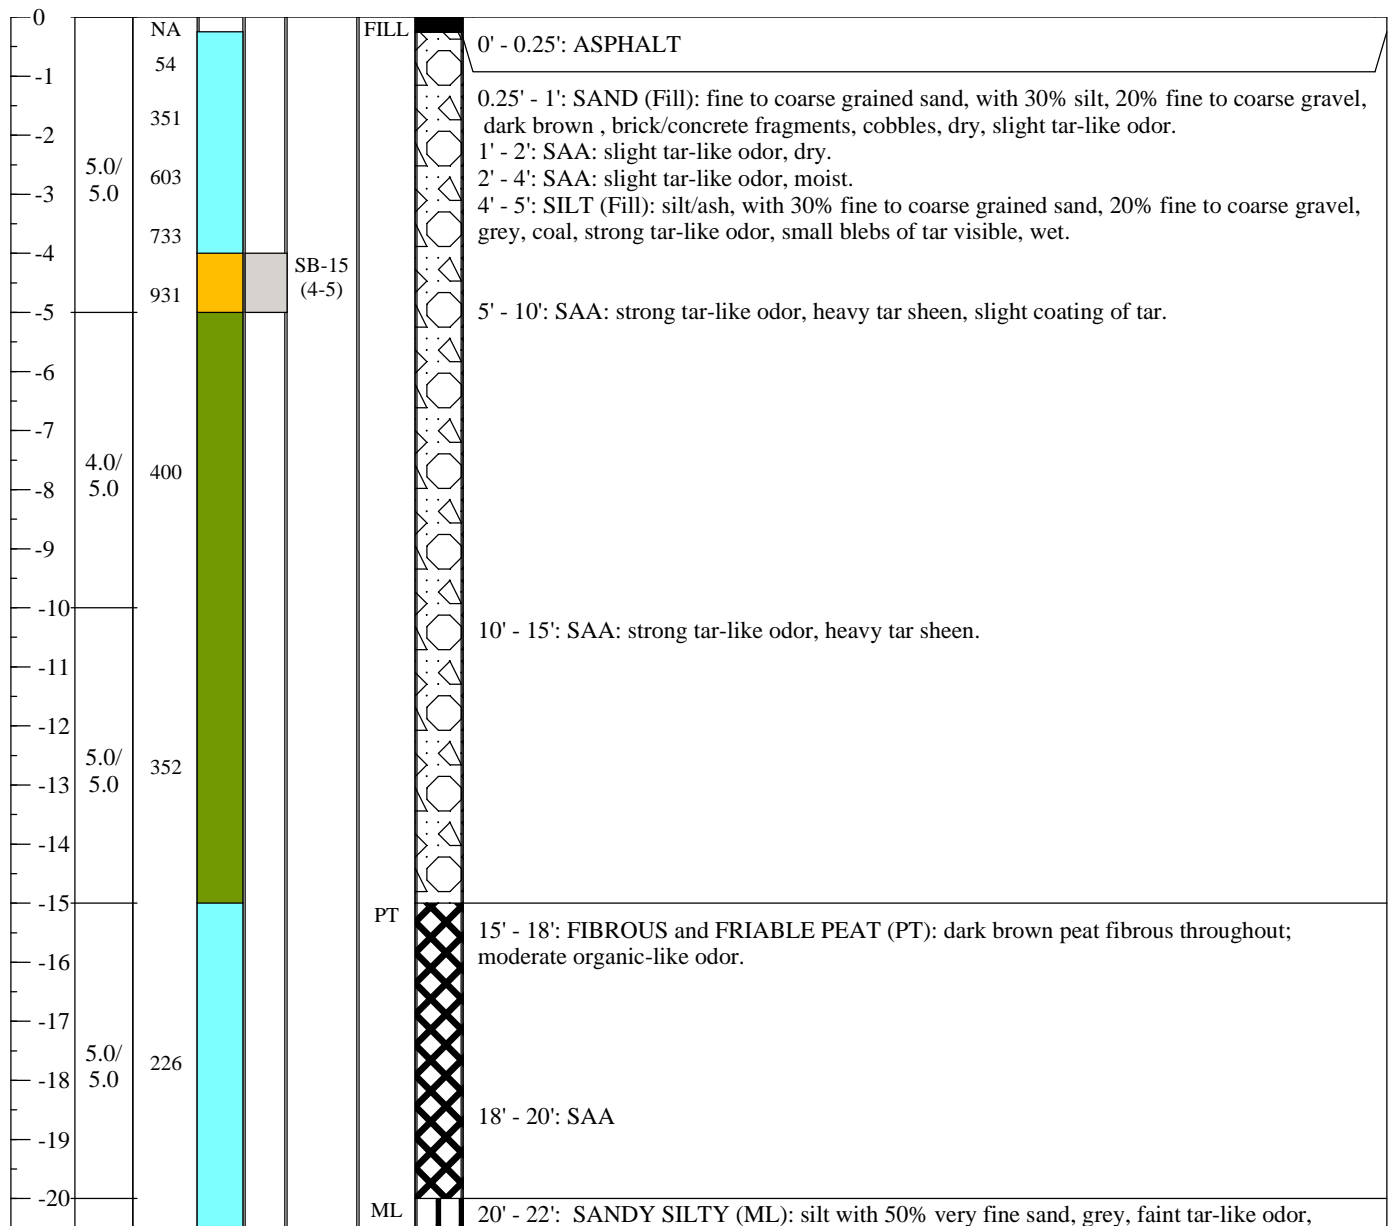 0
NA
FILL
0' - 0.25': ASPHALT
54
-1
0.25' - 1': SAND (Fill): fine to coarse grained sand, with 30% silt, 20% fine to coarse gravel,
351
dark brown , brick/concrete fragments, cobbles, dry, slight tar-like odor.
-2
1' - 2': SAA: slight tar-like odor, dry.
5.0/
5.0
603
2' - 4': SAA: slight tar-like odor, moist.
-3
4' - 5': SILT (Fill): silt/ash, with 30% fine to coarse grained sand, 20% fine to coarse gravel,
733
grey, coal, strong tar-like odor, small blebs of tar visible, wet.
-4
SB-15
(4-5)
931
-5
5' - 10': SAA: strong tar-like odor, heavy tar sheen, slight coating of tar.
-6
-7
4.0/
5.0
400
-8
-9
-10
10' - 15': SAA: strong tar-like odor, heavy tar sheen.
-11
-12
5.0/
5.0
352
-13
-14
-15
PT
15' - 18': FIBROUS and FRIABLE PEAT (PT): dark brown peat fibrous throughout;
moderate organic-like odor.
-16
-17
5.0/
5.0
226
-18
18' - 20': SAA
-19
-20
ML
20' - 22': SANDY SILTY (ML): silt with 50% very fine sand, grey, faint tar-like odor,